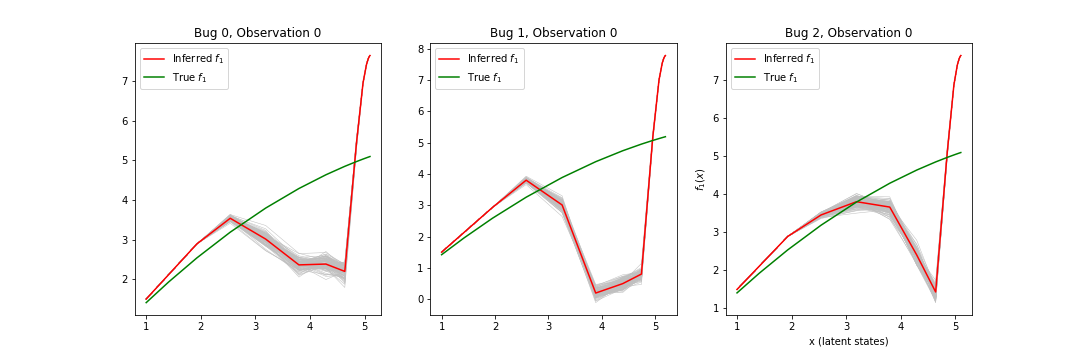 Bug 0, Observation 0
Inferred f₁
True f₁
7
6
5
4
3
2
1 2 3 4 5
Bug 1, Observation 0
Inferred f₁
True f₁
8
7
6
5
4
3
2
1
0
1 2 3 4 5
Bug 2, Observation 0
Inferred f₁
True f₁
f₁(x)
7
6
5
4
3
2
1
1 2 3 4 5
x (latent states)